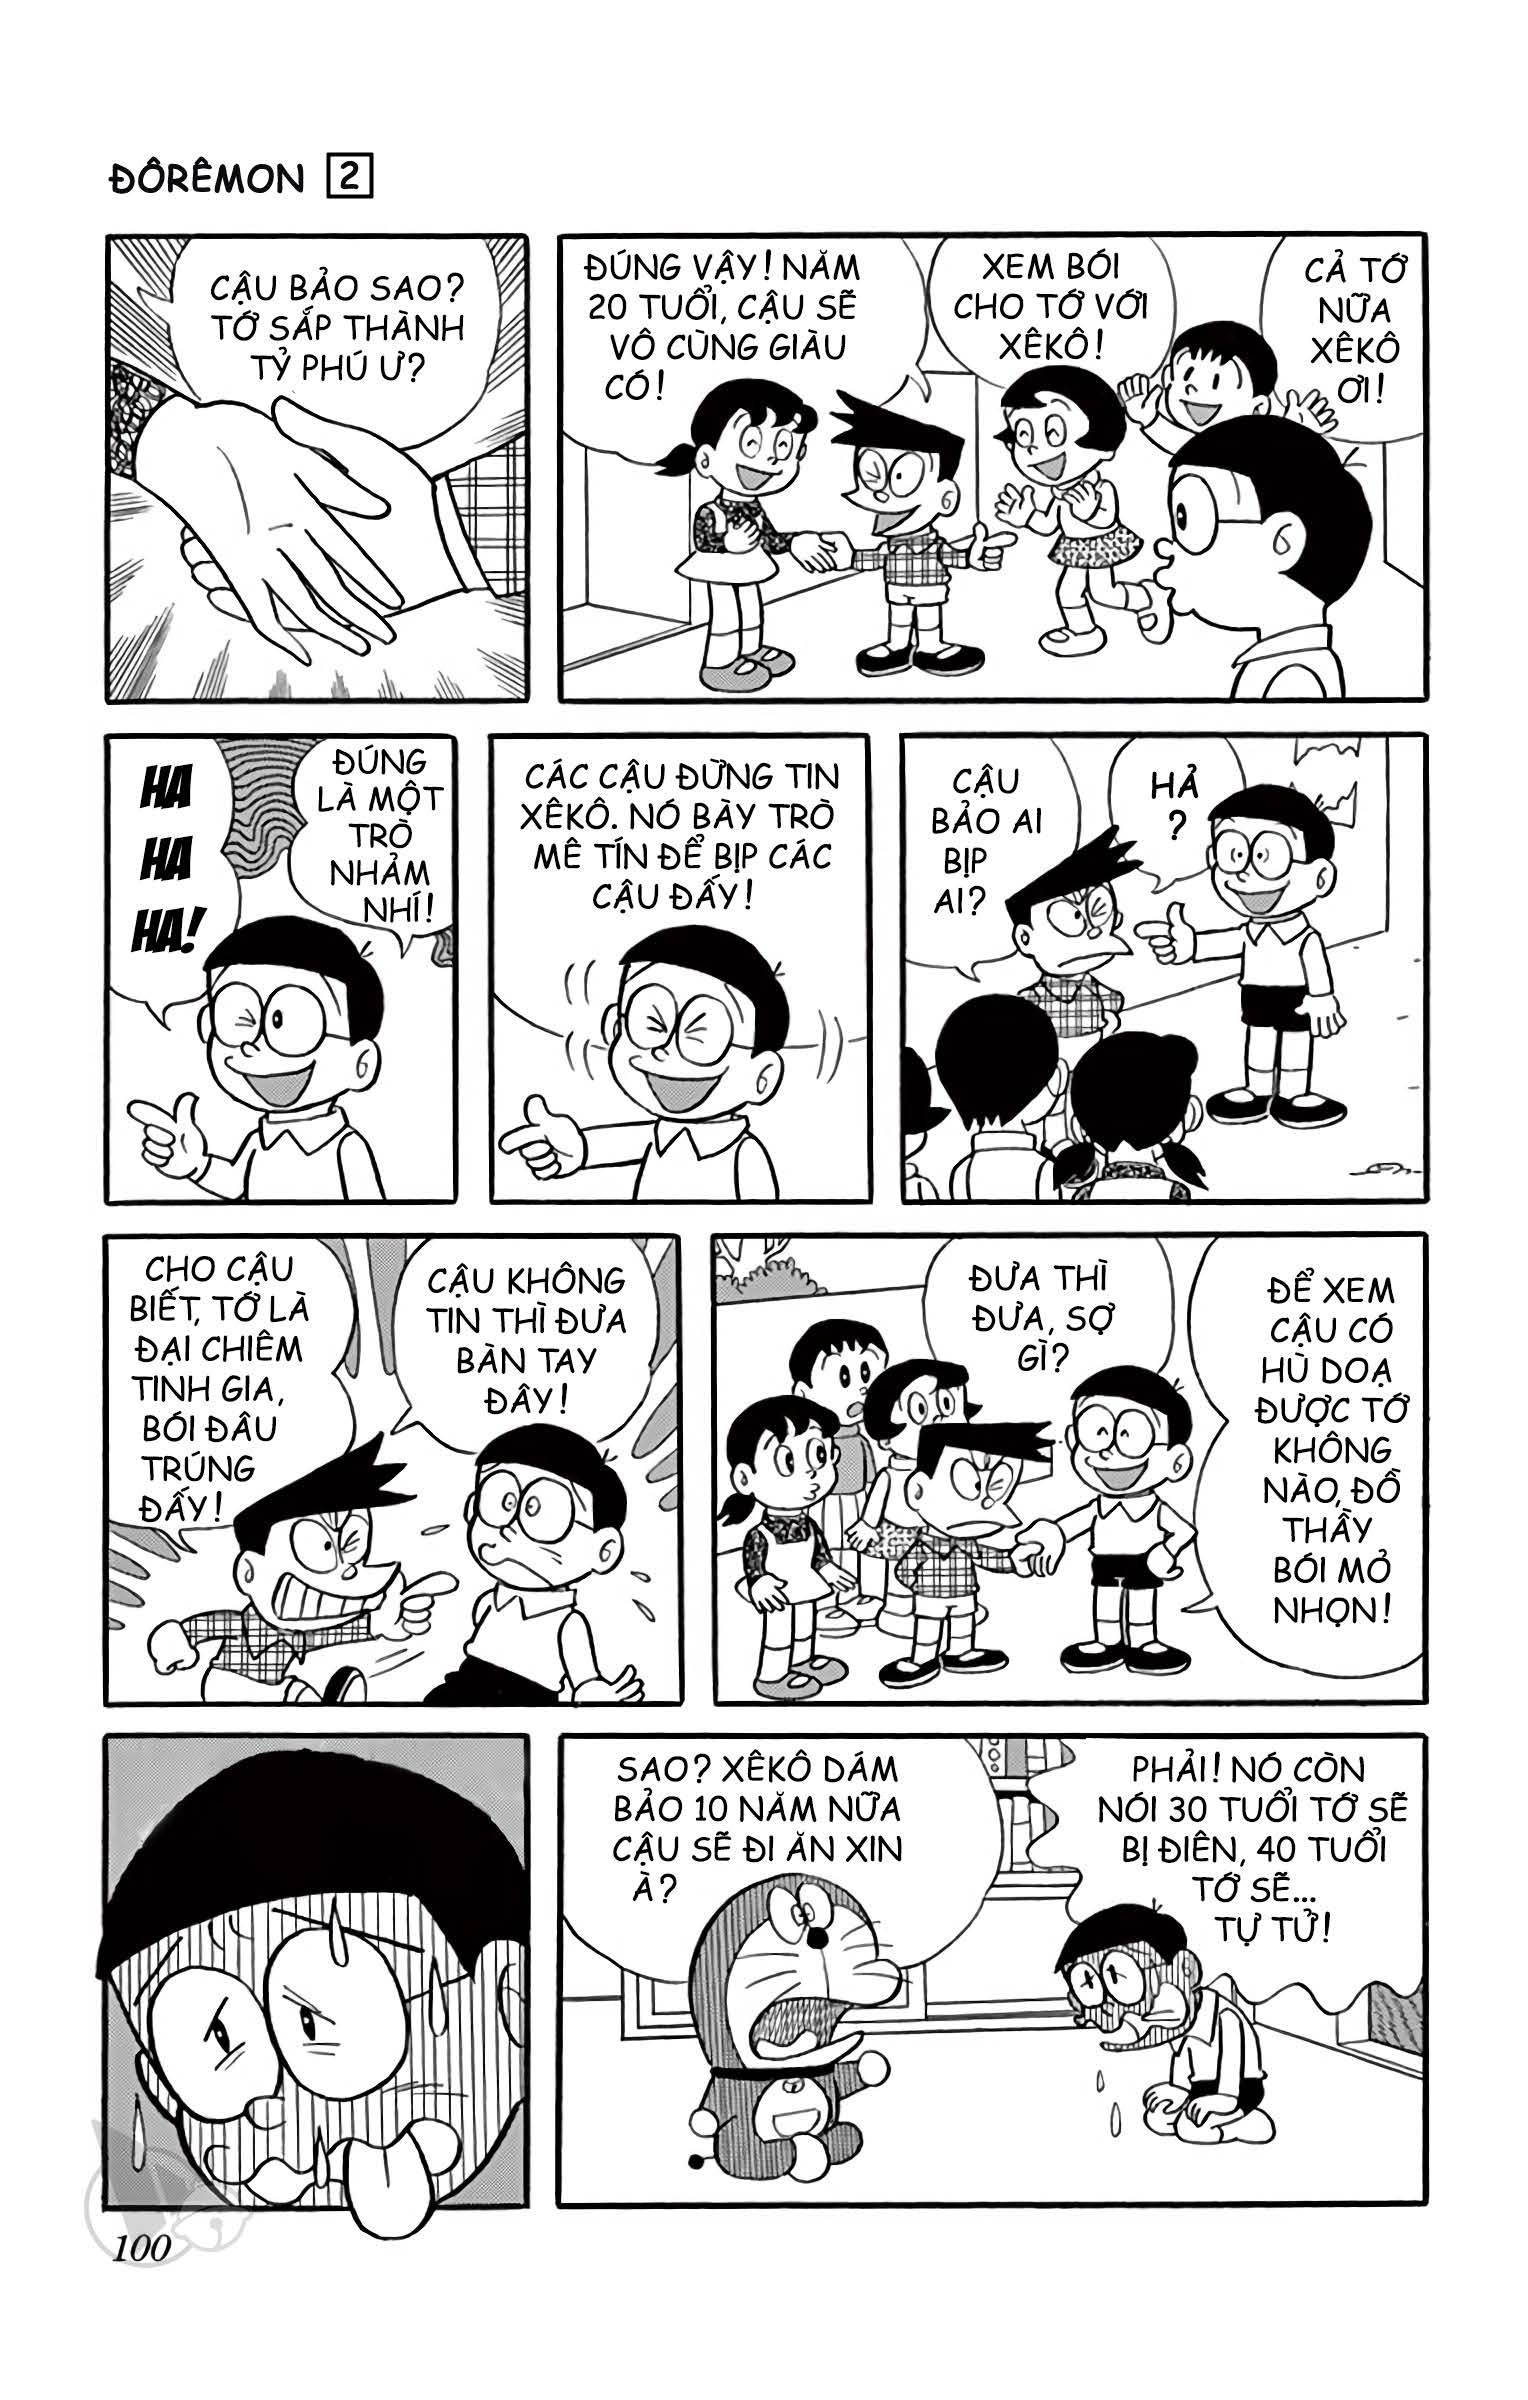 ĐÔRÊMON 2
CẬU BẢO SAO?
TỚ SẮP THÀNH
TỶ PHÚ Ư?
ĐÚNG VẬY! NĂM
20 TUỔI, CẬU SẼ
VÔ CÙNG GIÀU
CÓ!
XEM BÓI
CHO TỚ VỚI
XÊKÔ!
CẢ TỚ
NỮA
XÊKÔ
ƠI!
HA
HA
HA!
ĐÚNG
LÀ MỘT
TRÒ
NHẢM
NHÍ!
CÁC CẬU ĐỪNG TIN
XÊKÔ. NÓ BÀY TRÒ
MÊ TÍN ĐỂ BỊP CÁC
CẬU ĐẤY!
CẬU
BẢO AI
BỊP
AI?
HẢ
?
CHO CẬU
BIẾT, TỚ LÀ
ĐẠI CHIÊM
TINH GIA,
BÓI ĐÂU
TRÚNG
ĐẤY!
CẬU KHÔNG
TIN THÌ ĐƯA
BÀN TAY
ĐÂY!
ĐƯA THÌ
ĐƯA, SỢ
GÌ?
ĐỂ XEM
CẬU CÓ
HÙ DOẠ
ĐƯỢC TỚ
KHÔNG
NÀO, ĐỒ
THẦY
BÓI MỎ
NHỌN!
SAO? XÊKÔ DÁM
BẢO 10 NĂM NỮA
CẬU SẼ ĐI ĂN XIN
À?
PHẢI! NÓ CÒN
NÓI 30 TUỔI TỚ SẼ
BỊ ĐIÊN, 40 TUỔI
TỚ SẼ...
TỰ TỬ!
100